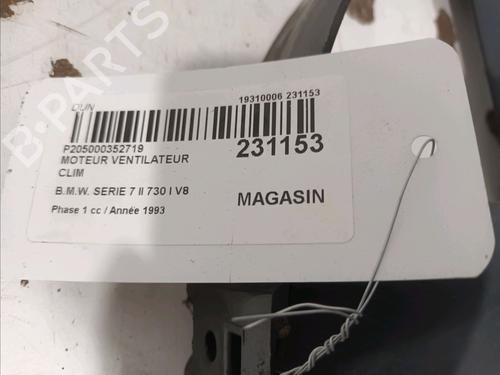 DUN
19310006 231153
P205000352719
MOTEUR VENTILATEUR
CLIM
231153
B.M.W. SERIE 7 II 730 I V8
MAGASIN
Phase 1 cc / Année 1993
B-PARTS